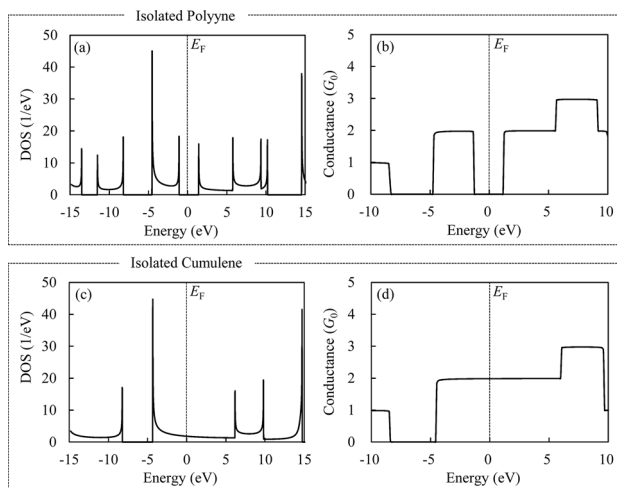 Isolated Polyyne
(a)
E_F
DOS (1/eV)
50
40
30
20
10
0
-15 -10 -5 0 5 10 15
Energy (eV)
(b)
E_F
Conductance (G_0)
5
4
3
2
1
0
-10 -5 0 5 10
Energy (eV)
Isolated Cumulene
(c)
E_F
DOS (1/eV)
50
40
30
20
10
0
-15 -10 -5 0 5 10 15
Energy (eV)
(d)
E_F
Conductance (G_0)
5
4
3
2
1
0
-10 -5 0 5 10
Energy (eV)